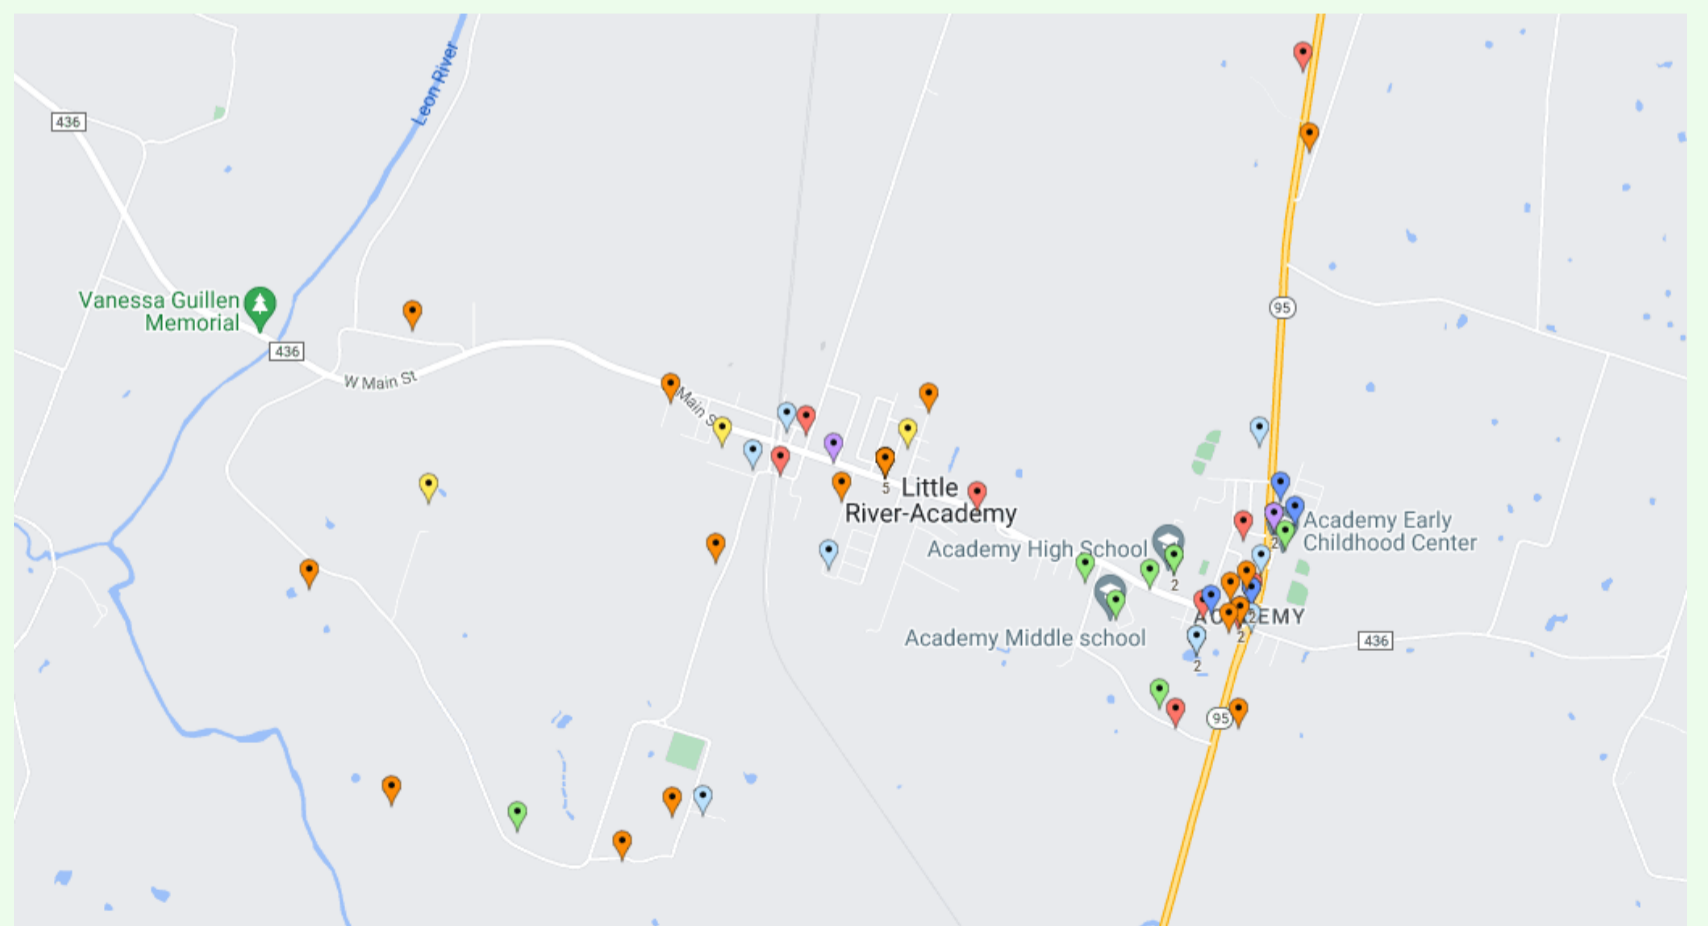 Leon River
436
95
Vanessa Guillen
Memorial
436
W Main St
Main S
5
Little
River-Academy
Academy High School
2
Academy Early
Childhood Center
2
Academy Middle school
2
2
2
436
95